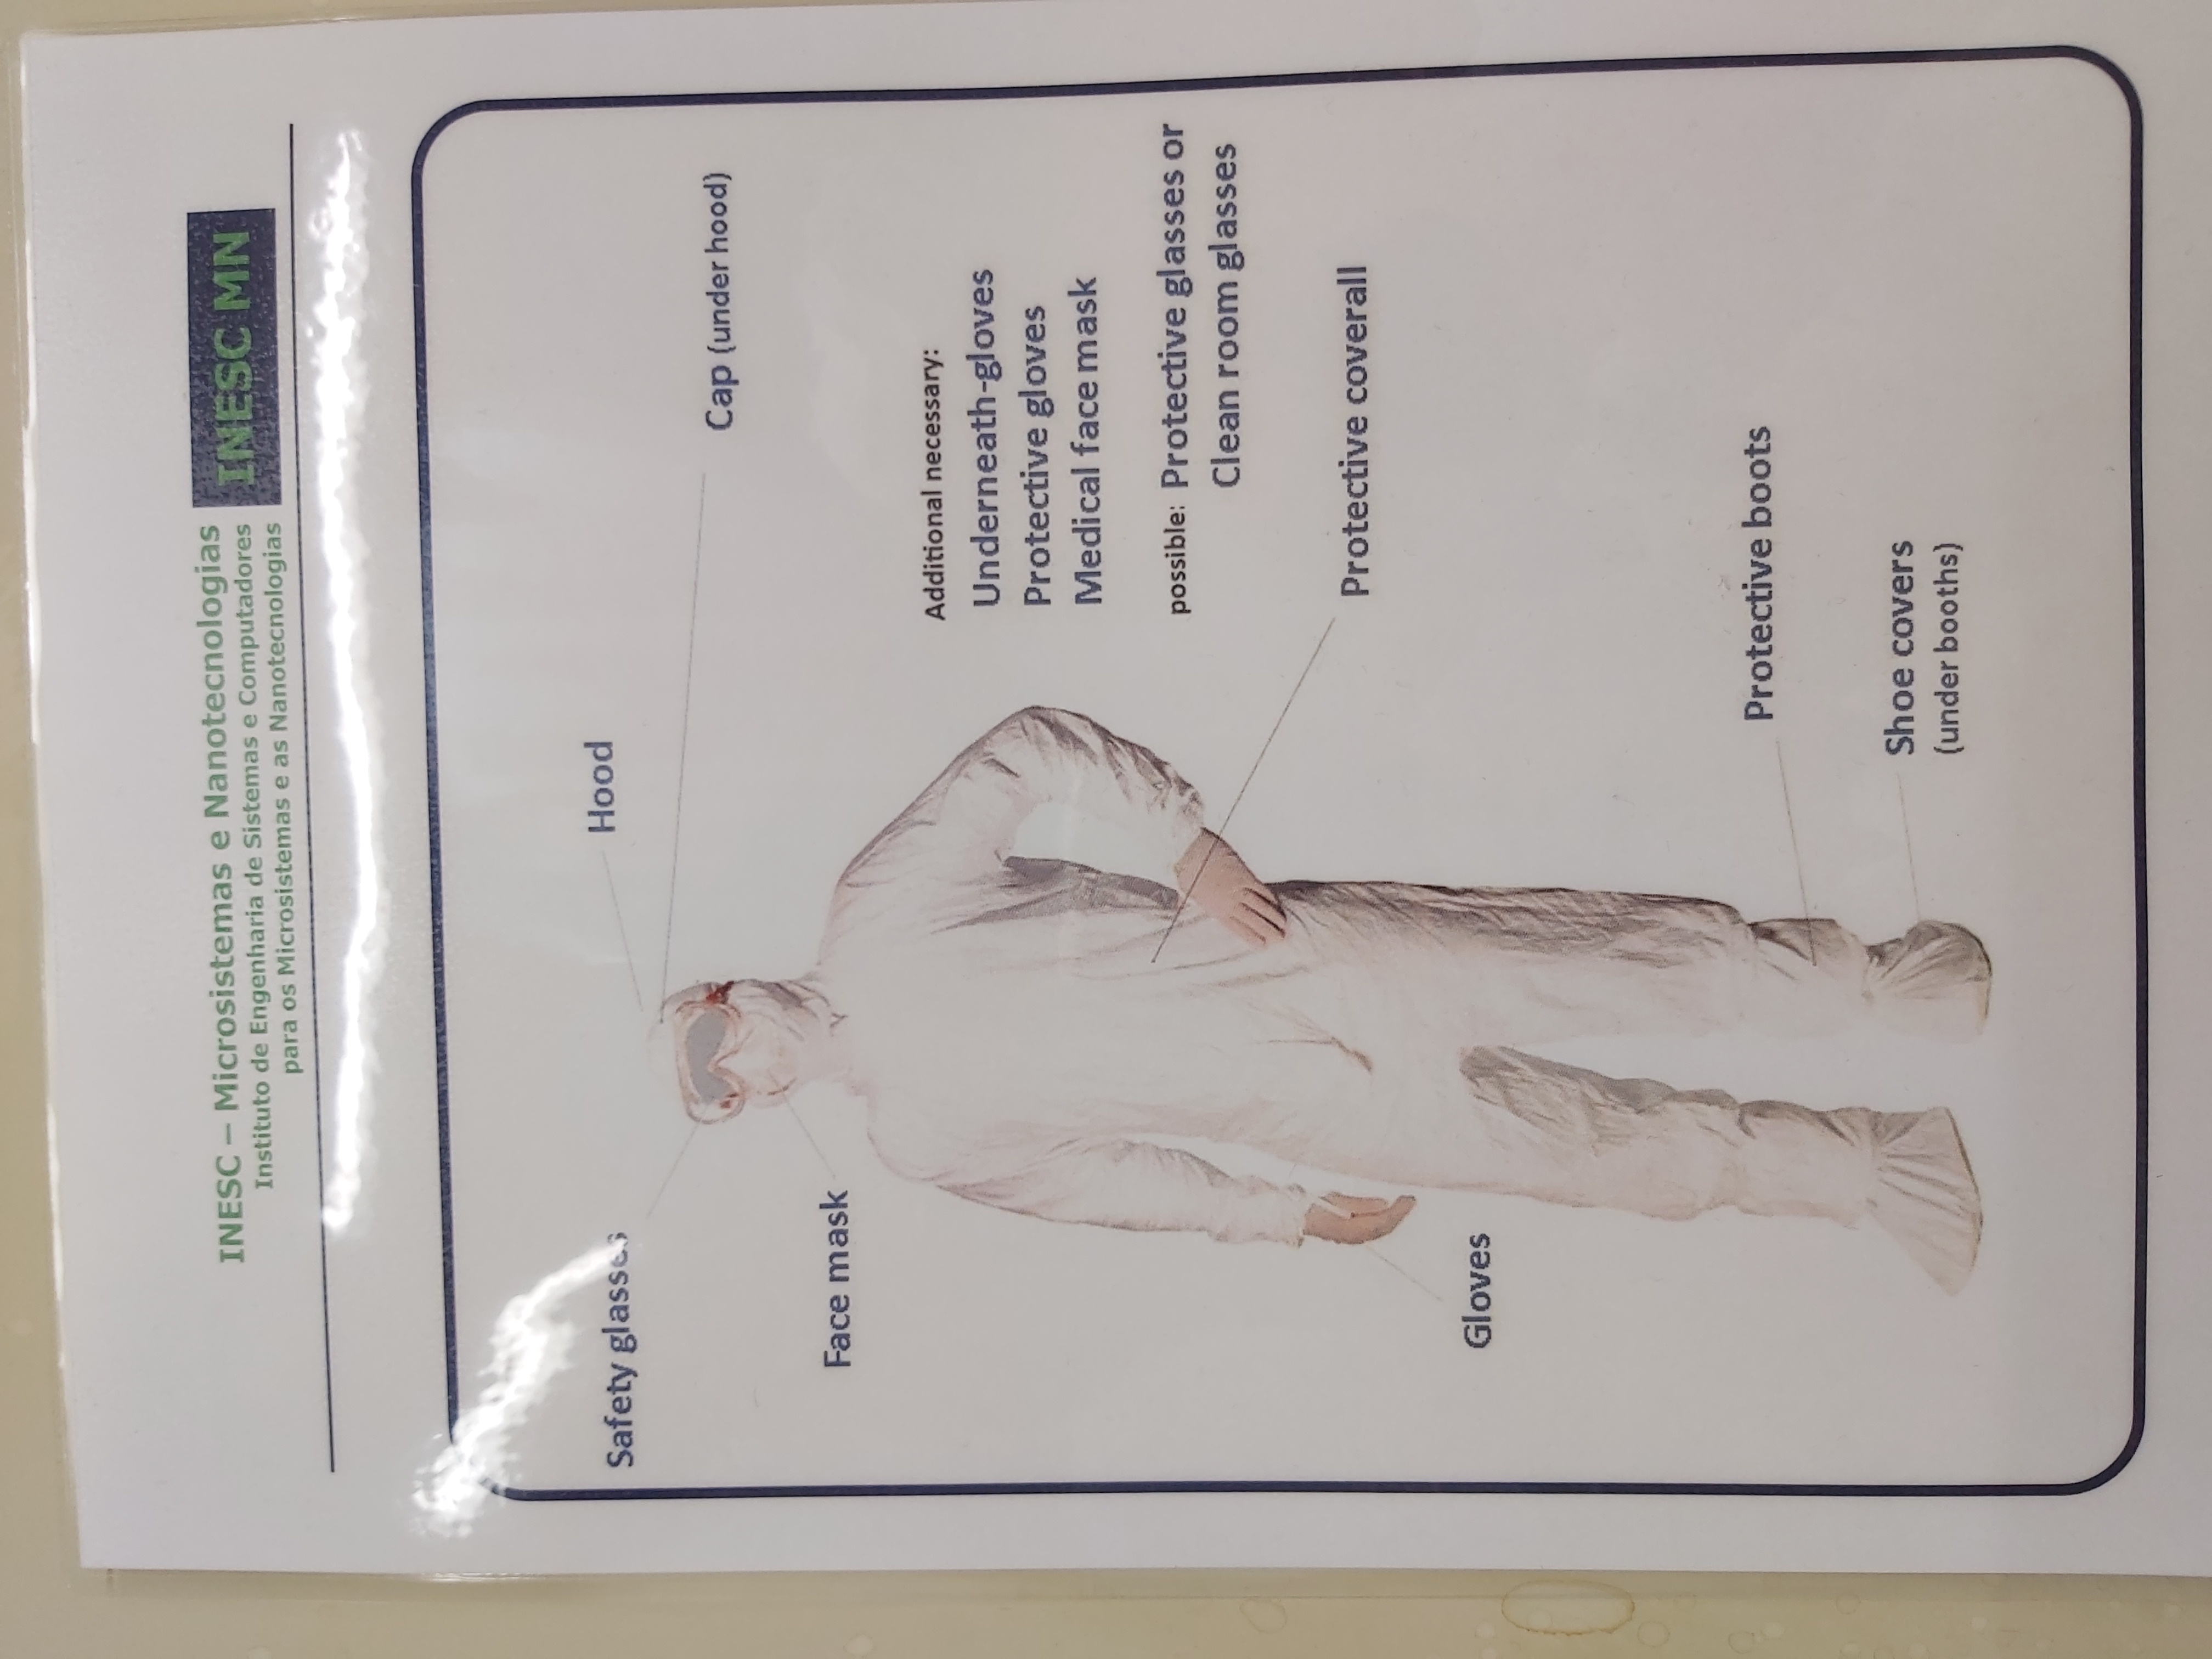 INESC – Microsistemas e Nanotecnologias
Instituto de Engenharia de Sistemas e Computadores
para os Microsistemas e as Nanotecnologias
INESC MN
Safety glasses
Hood
Cap (under hood)
Face mask
Additional necessary:
Underneath-gloves
Protective gloves
Medical face mask
possible: Protective glasses or
Clean room glasses
Protective coverall
Gloves
Protective boots
Shoe covers
(under booths)